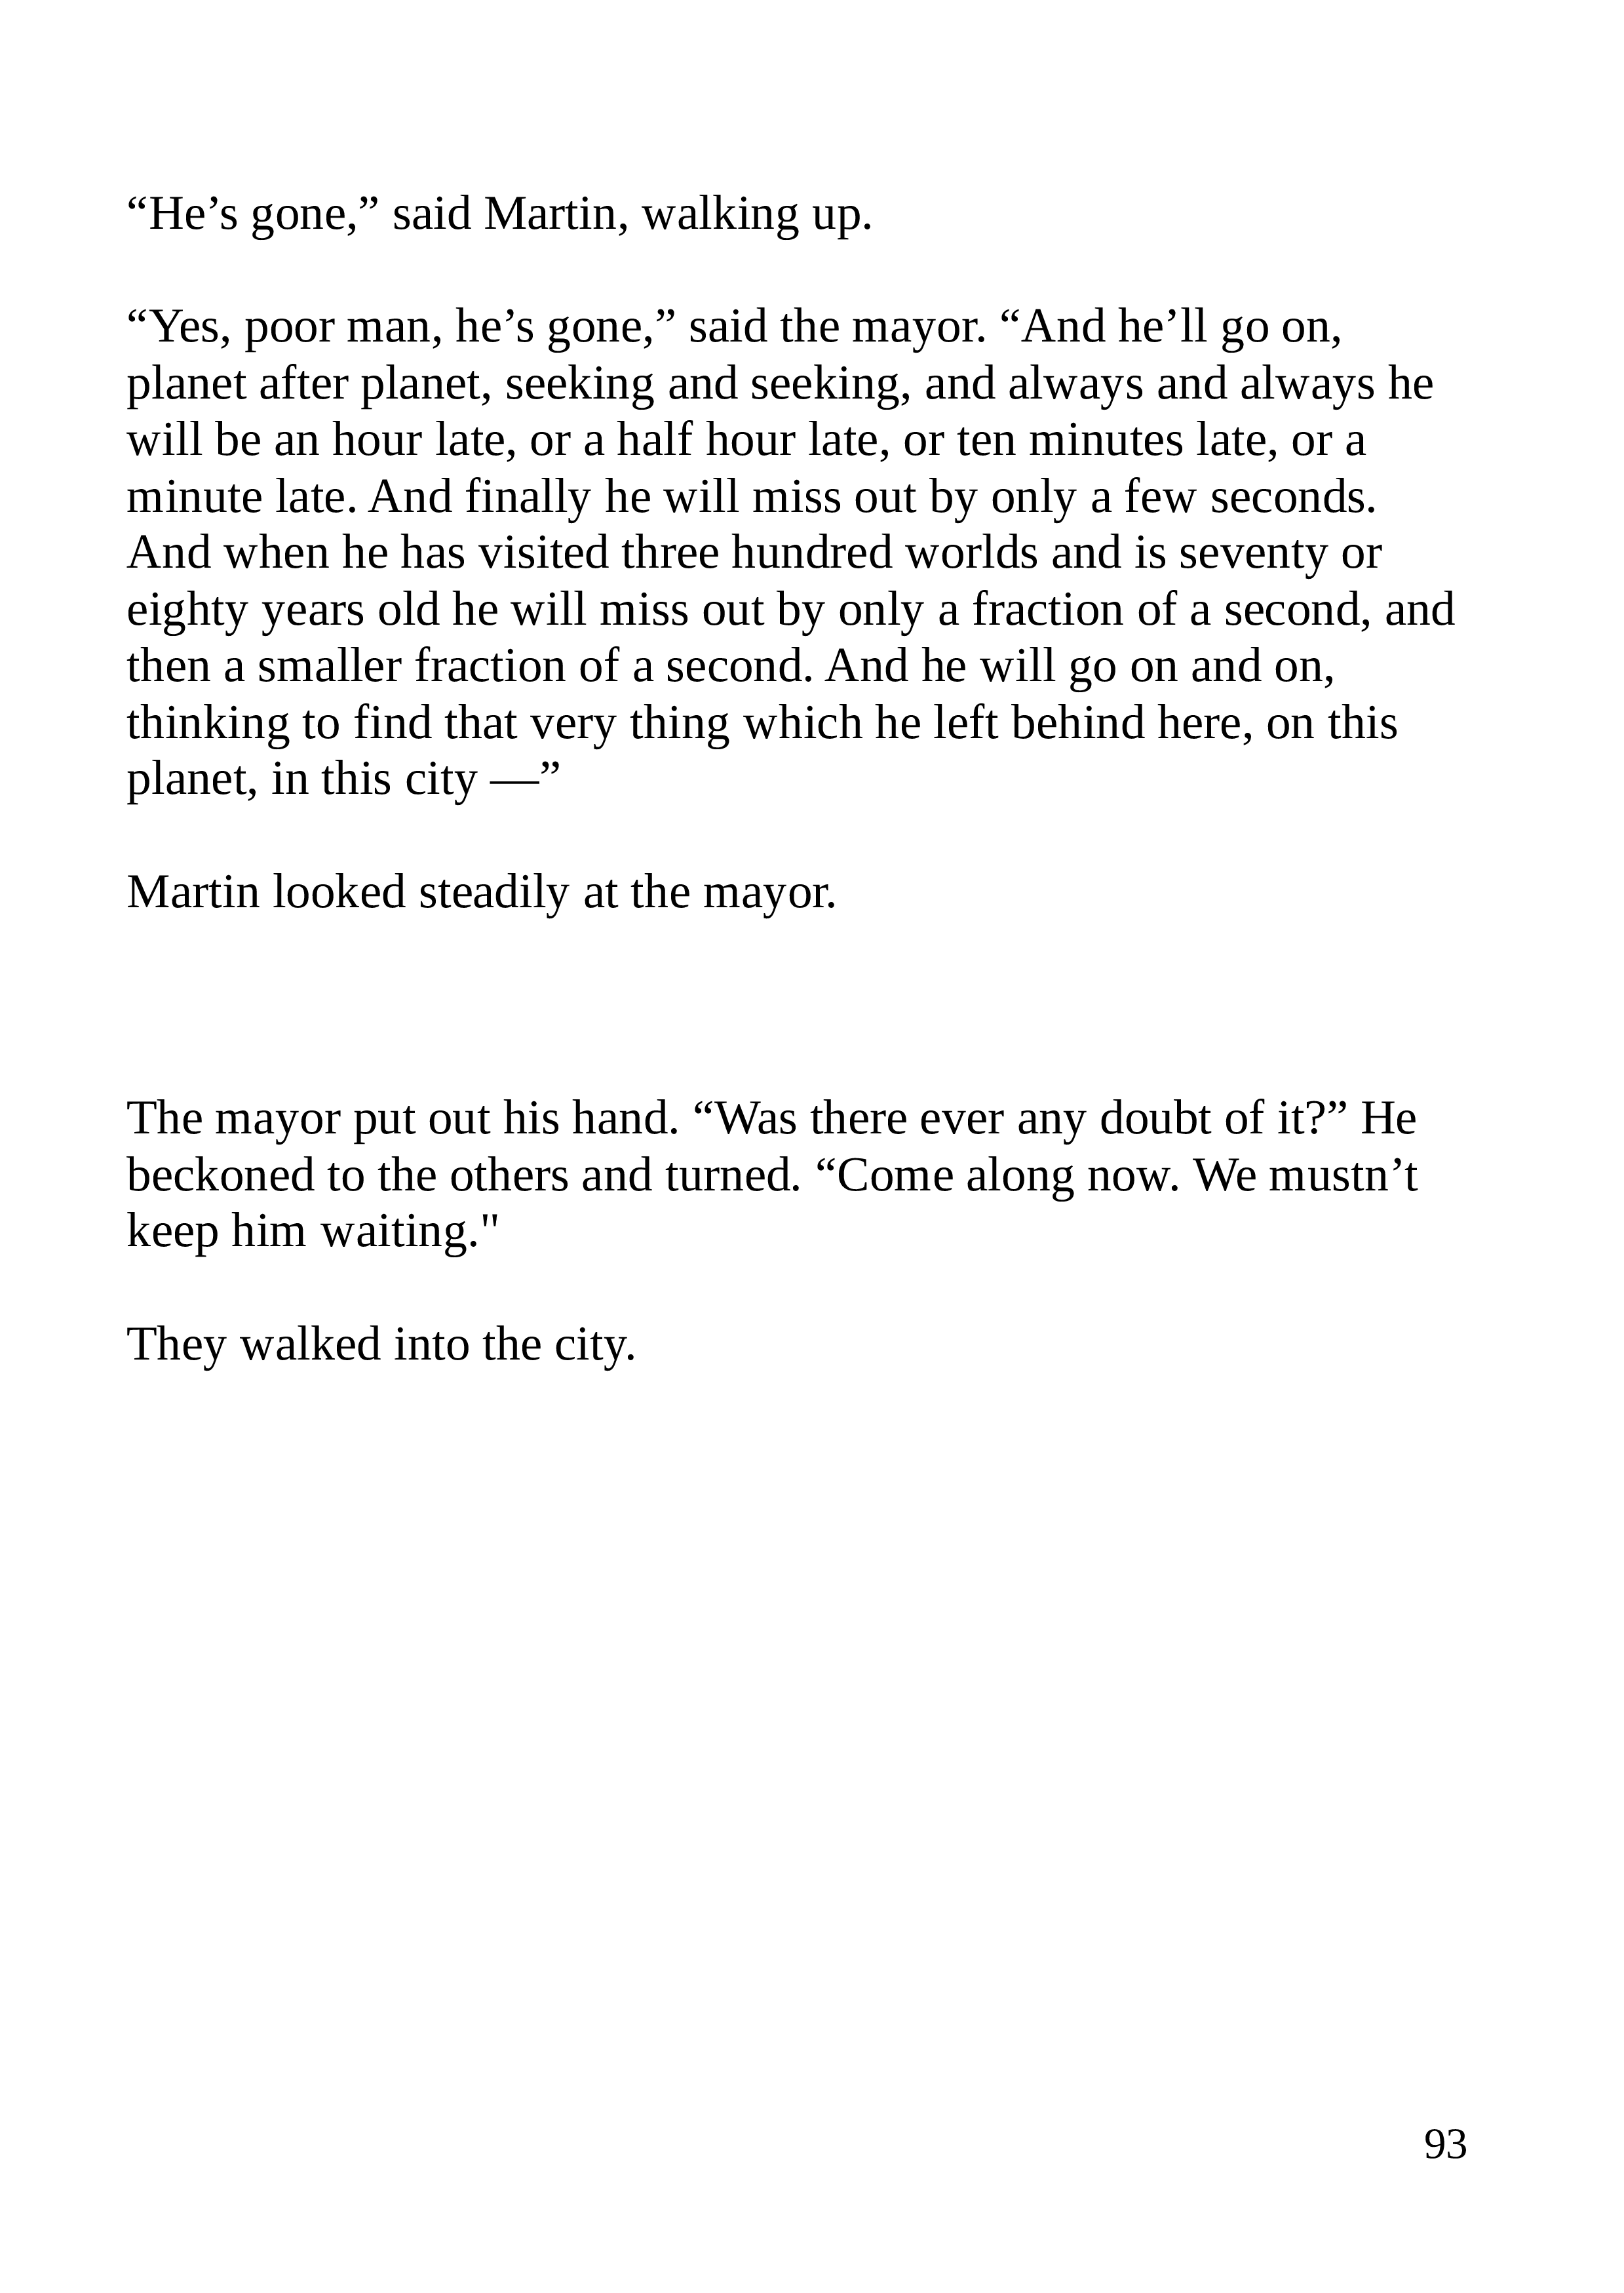 “He’s gone,” said Martin, walking up.
“Yes, poor man, he’s gone,” said the mayor. “And he’ll go on,
planet after planet, seeking and seeking, and always and always he
will be an hour late, or a half hour late, or ten minutes late, or a
minute late. And finally he will miss out by only a few seconds.
And when he has visited three hundred worlds and is seventy or
eighty years old he will miss out by only a fraction of a second, and
then a smaller fraction of a second. And he will go on and on,
thinking to find that very thing which he left behind here, on this
planet, in this city —”
Martin looked steadily at the mayor.
The mayor put out his hand. “Was there ever any doubt of it?” He
beckoned to the others and turned. “Come along now. We mustn’t
keep him waiting."
They walked into the city.
93